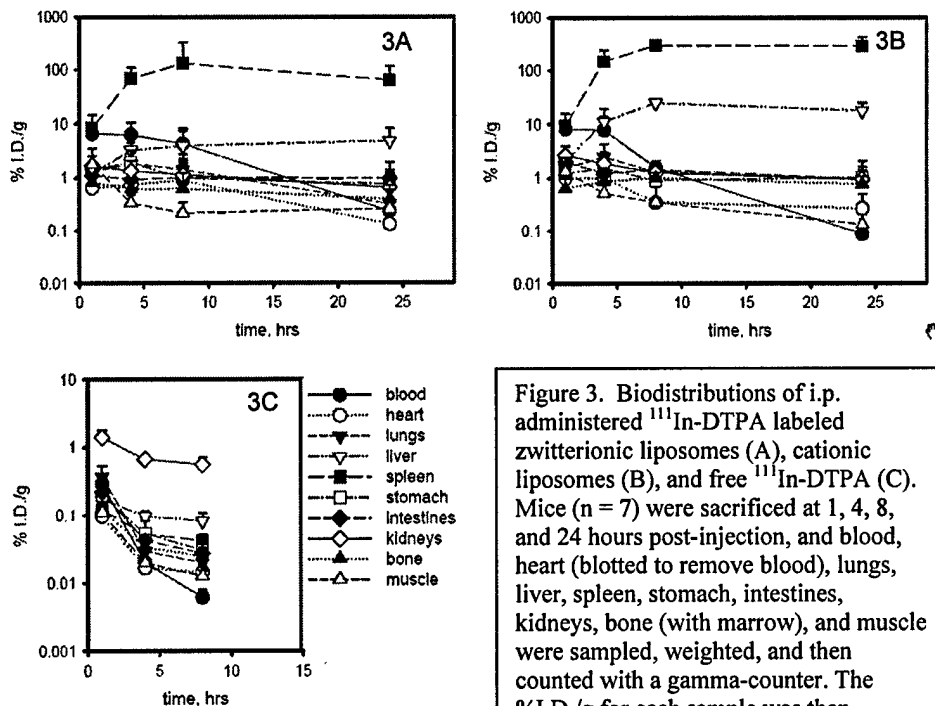 3A
1000
100
10
1
0.1
0.01
% I.D./g
0 5 10 15 20 25
time, hrs
3B
1000
100
10
1
0.1
0.01
% I.D./g
0 5 10 15 20 25
time, hrs
3C
10
1
0.1
0.01
0.001
% I.D./g
0 5 10 15
time, hrs
blood
heart
lungs
liver
spleen
stomach
intestines
kidneys
bone
muscle
Figure 3. Biodistributions of i.p.
administered ¹¹¹In-DTPA labeled
zwitterionic liposomes (A), cationic
liposomes (B), and free ¹¹¹In-DTPA (C).
Mice (n = 7) were sacrificed at 1, 4, 8,
and 24 hours post-injection, and blood,
heart (blotted to remove blood), lungs,
liver, spleen, stomach, intestines,
kidneys, bone (with marrow), and muscle
were sampled, weighted, and then
counted with a gamma-counter. The
%I.D./g for each sample was then